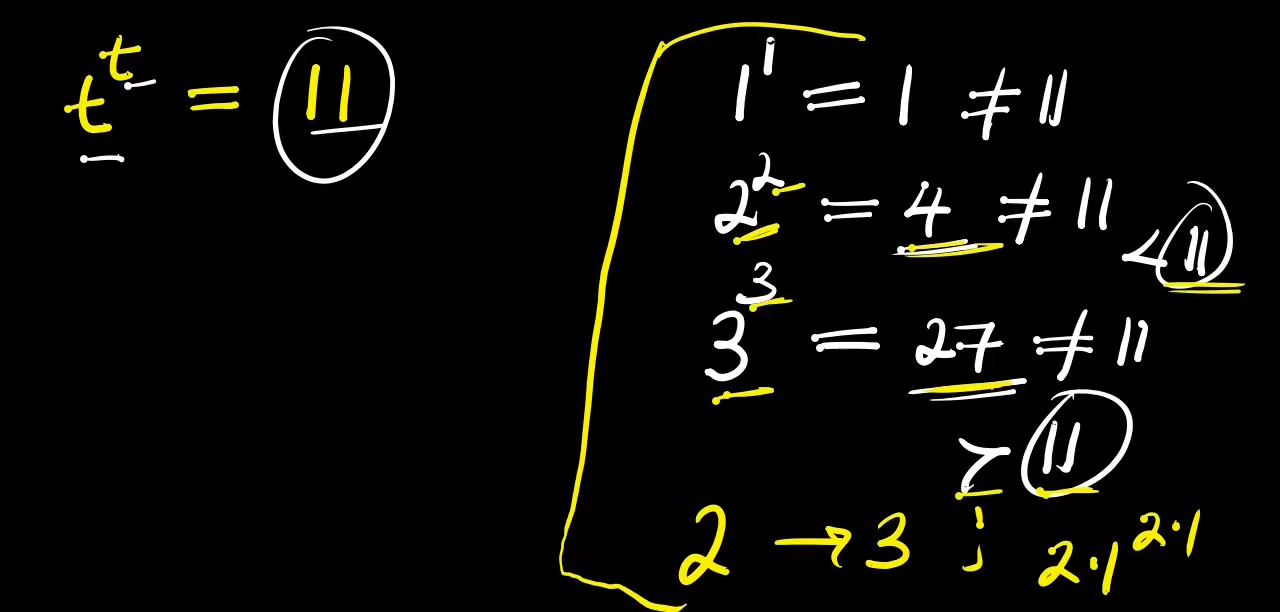 t^t = 11
1^1 = 1 ≠ 11
2^2 = 4 ≠ 11
< 11
3^3 = 27 ≠ 11
> 11
2 → 3 ; 2·1^2·1